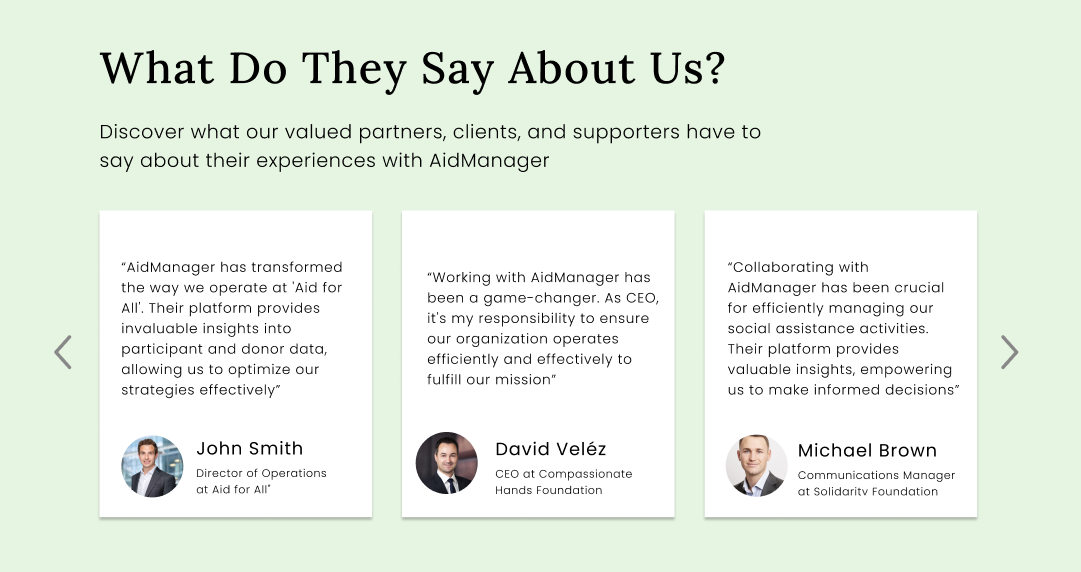 What Do They Say About Us?
Discover what our valued partners, clients, and supporters have to
say about their experiences with AidManager
“AidManager has transformed
the way we operate at 'Aid for
All'. Their platform provides
invaluable insights into
participant and donor data,
allowing us to optimize our
strategies effectively”
John Smith
Director of Operations
at Aid for All"
“Working with AidManager has
been a game-changer. As CEO,
it's my responsibility to ensure
our organization operates
efficiently and effectively to
fulfill our mission”
David Veléz
CEO at Compassionate
Hands Foundation
“Collaborating with
AidManager has been crucial
for efficiently managing our
social assistance activities.
Their platform provides
valuable insights, empowering
us to make informed decisions”
Michael Brown
Communications Manager
at Solidarity Foundation